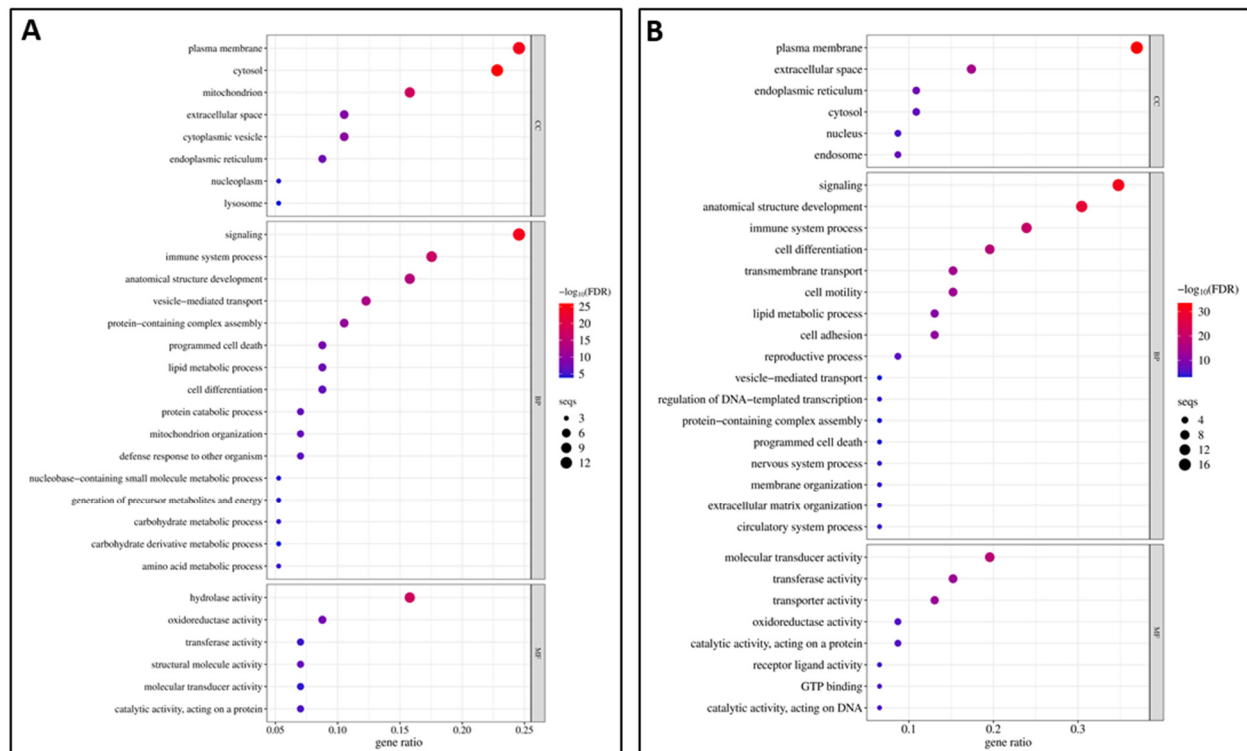 A
plasma membrane
cytosol
mitochondrion
extracellular space
cytoplasmic vesicle
endoplasmic reticulum
nucleoplasm
lysosome
CC
signaling
immune system process
anatomical structure development
vesicle−mediated transport
protein−containing complex assembly
programmed cell death
lipid metabolic process
cell differentiation
protein catabolic process
mitochondrion organization
defense response to other organism
nucleobase−containing small molecule metabolic process
generation of precursor metabolites and energy
carbohydrate metabolic process
carbohydrate derivative metabolic process
amino acid metabolic process
BP
hydrolase activity
oxidoreductase activity
transferase activity
structural molecule activity
molecular transducer activity
catalytic activity, acting on a protein
MF
0.05 0.10 0.15 0.20 0.25
gene ratio
−log10(FDR)
25
20
15
10
5
seqs
3
6
9
12
B
plasma membrane
extracellular space
endoplasmic reticulum
cytosol
nucleus
endosome
CC
signaling
anatomical structure development
immune system process
cell differentiation
transmembrane transport
cell motility
lipid metabolic process
cell adhesion
reproductive process
vesicle−mediated transport
regulation of DNA−templated transcription
protein−containing complex assembly
programmed cell death
nervous system process
membrane organization
extracellular matrix organization
circulatory system process
BP
molecular transducer activity
transferase activity
transporter activity
oxidoreductase activity
catalytic activity, acting on a protein
receptor ligand activity
GTP binding
catalytic activity, acting on DNA
MF
0.1 0.2 0.3
gene ratio
−log10(FDR)
30
20
10
seqs
4
8
12
16